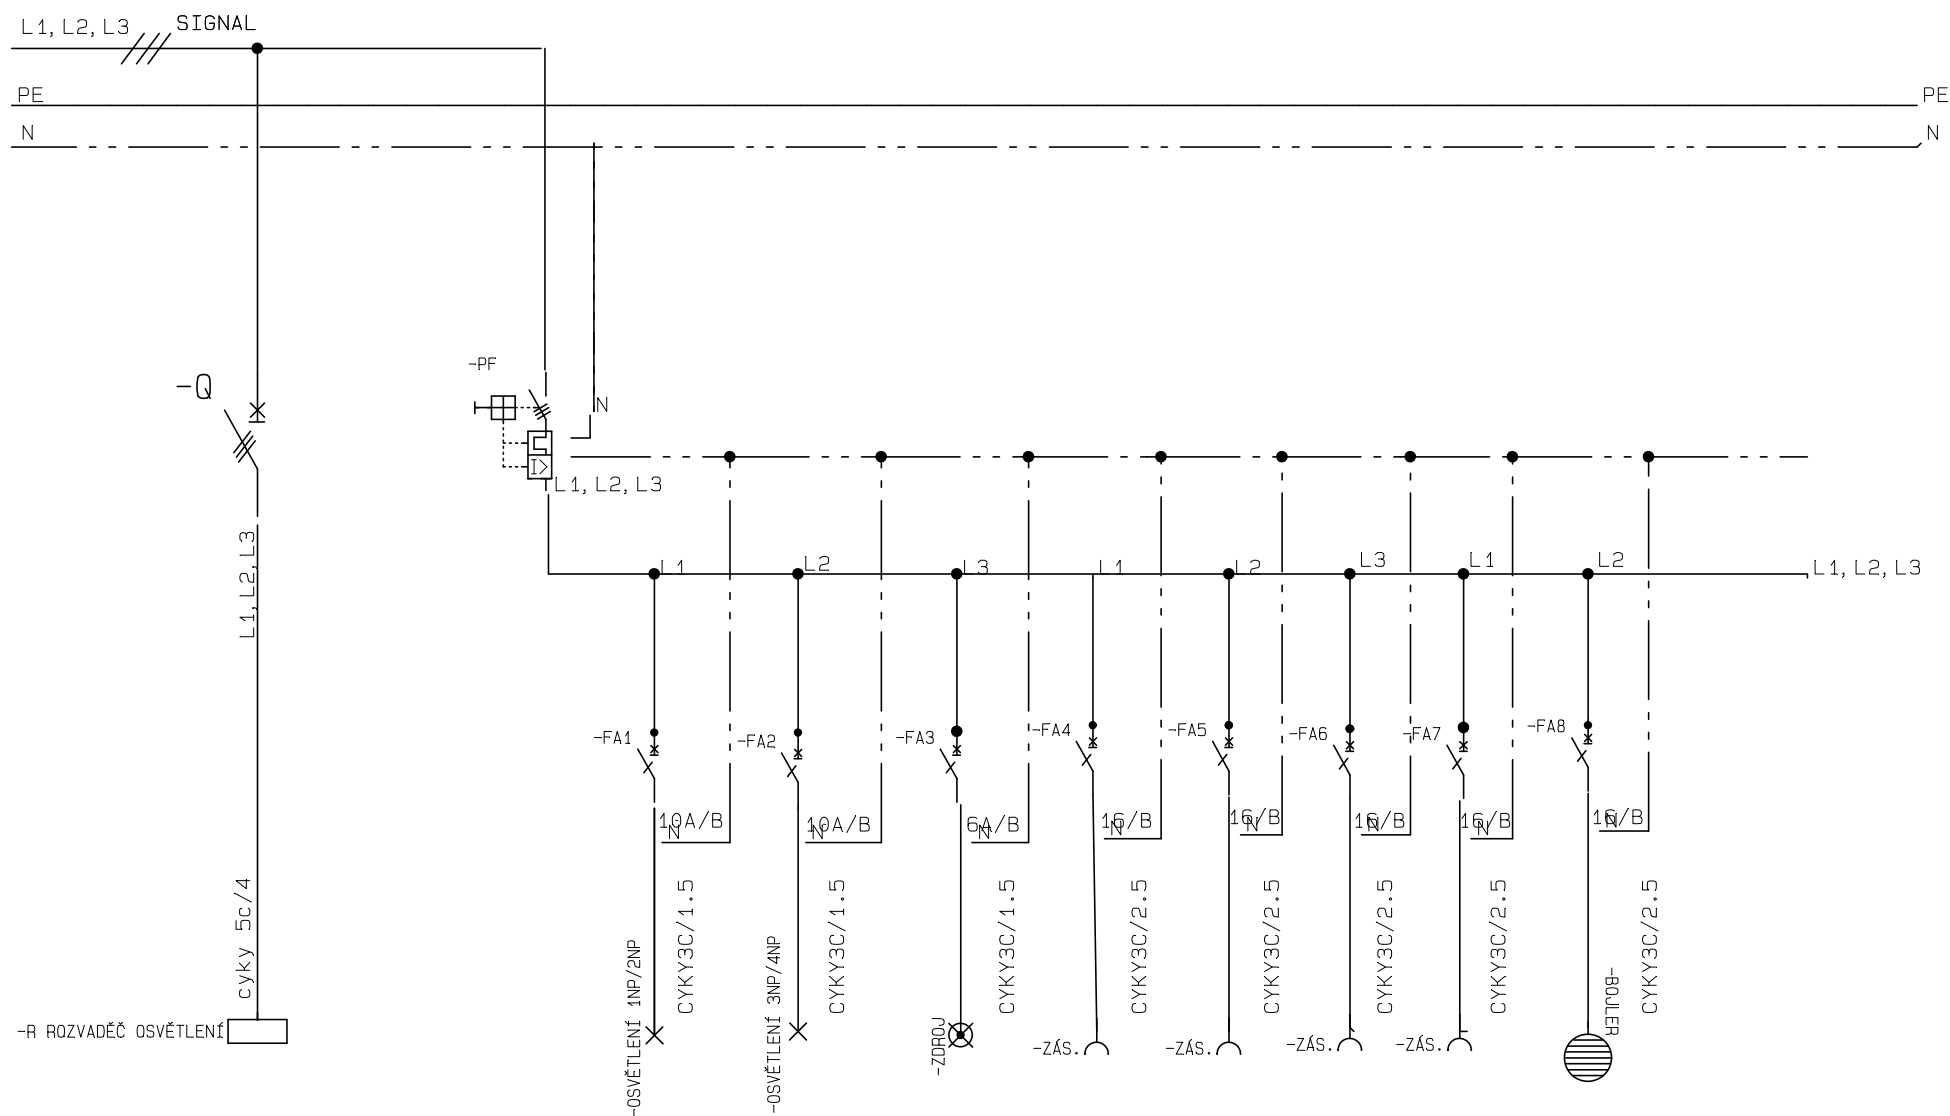 L1, L2, L3
SIGNAL
PE
PE
N
N
-Q
-PF
N
L1, L2, L3
L1, L2, L3
L1
L2
L3
L1
L2
L3
L1
L2
L1, L2, L3
-FA1
-FA2
-FA3
-FA4
-FA5
-FA6
-FA7
-FA8
10A/B
N
10A/B
N
6A/B
N
16/B
N
16/B
N
16/B
N
16/B
N
16/B
N
cyky 5c/4
CYKY3C/1.5
CYKY3C/1.5
CYKY3C/1.5
CYKY3C/2.5
CYKY3C/2.5
CYKY3C/2.5
CYKY3C/2.5
CYKY3C/2.5
-R ROZVADĚČ OSVĚTLENÍ
-OSVĚTLENÍ 1NP/2NP
-OSVĚTLENÍ 3NP/4NP
-ZDROJ
-ZÁS.
-ZÁS.
-ZÁS.
-ZÁS.
-BOJLER
I>